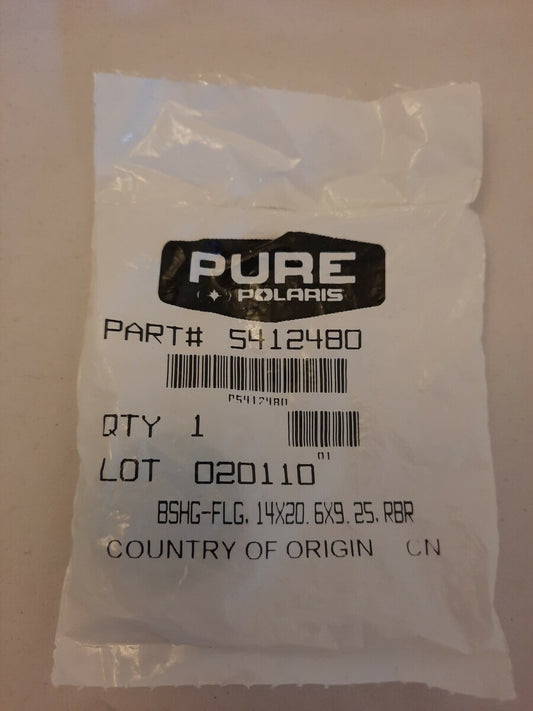 PURE
POLARIS
PART# 5412480
P5412480
QTY 1
01
LOT 020110
BSHG-FLG, 14X20.6X9.25, RBR
COUNTRY OF ORIGIN CN